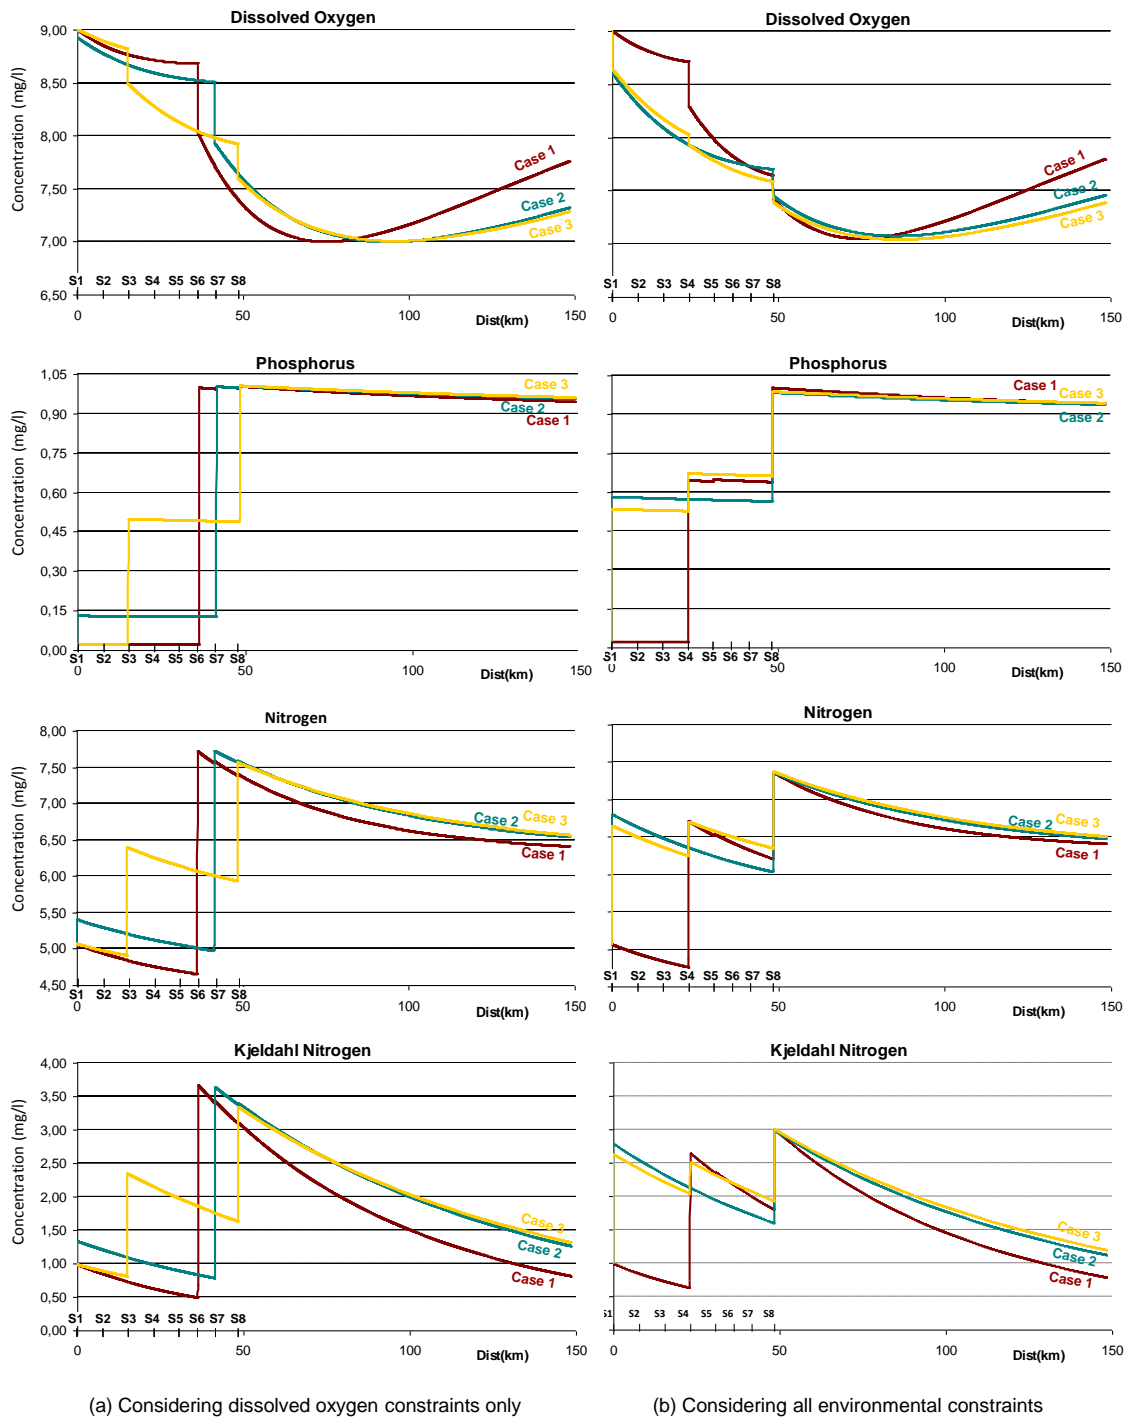 Dissolved Oxygen
9,00
8,50
8,00
7,50
7,00
6,50
Concentration (mg/l)
Case 1
Case 2
Case 3
S1 S2 S3 S4 S5 S6 S7 S8
0 50 100 150
Dist(km)
Dissolved Oxygen
Case 1
Case 2
Case 3
S1 S2 S3 S4 S5 S6 S7 S8
0 50 100 150
Dist(km)
Phosphorus
1,05
0,90
0,75
0,60
0,45
0,30
0,15
0,00
Concentration (mg/l)
Case 3
Case 2
Case 1
S1 S2 S3 S4 S5 S6 S7 S8
0 50 100 150
Dist(km)
Phosphorus
Case 1
Case 3
Case 2
S1 S2 S3 S4 S5 S6 S7 S8
0 50 100 150
Dist(km)
Nitrogen
8,00
7,50
7,00
6,50
6,00
5,50
5,00
4,50
Concentration (mg/l)
Case 3
Case 2
Case 1
S1 S2 S3 S4 S5 S6 S7 S8
0 50 100 150
Dist(km)
Nitrogen
Case 3
Case 2
Case 1
S1 S2 S3 S4 S5 S6 S7 S8
0 50 100 150
Dist(km)
Kjeldahl Nitrogen
4,00
3,50
3,00
2,50
2,00
1,50
1,00
0,50
0,00
Concentration (mg/l)
Case 3
Case 2
Case 1
S1 S2 S3 S4 S5 S6 S7 S8
0 50 100 150
Dist(km)
Kjeldahl Nitrogen
Case 3
Case 2
Case 1
S1 S2 S3 S4 S5 S6 S7 S8
0 50 100 150
Dist(km)
(a) Considering dissolved oxygen constraints only
(b) Considering all environmental constraints